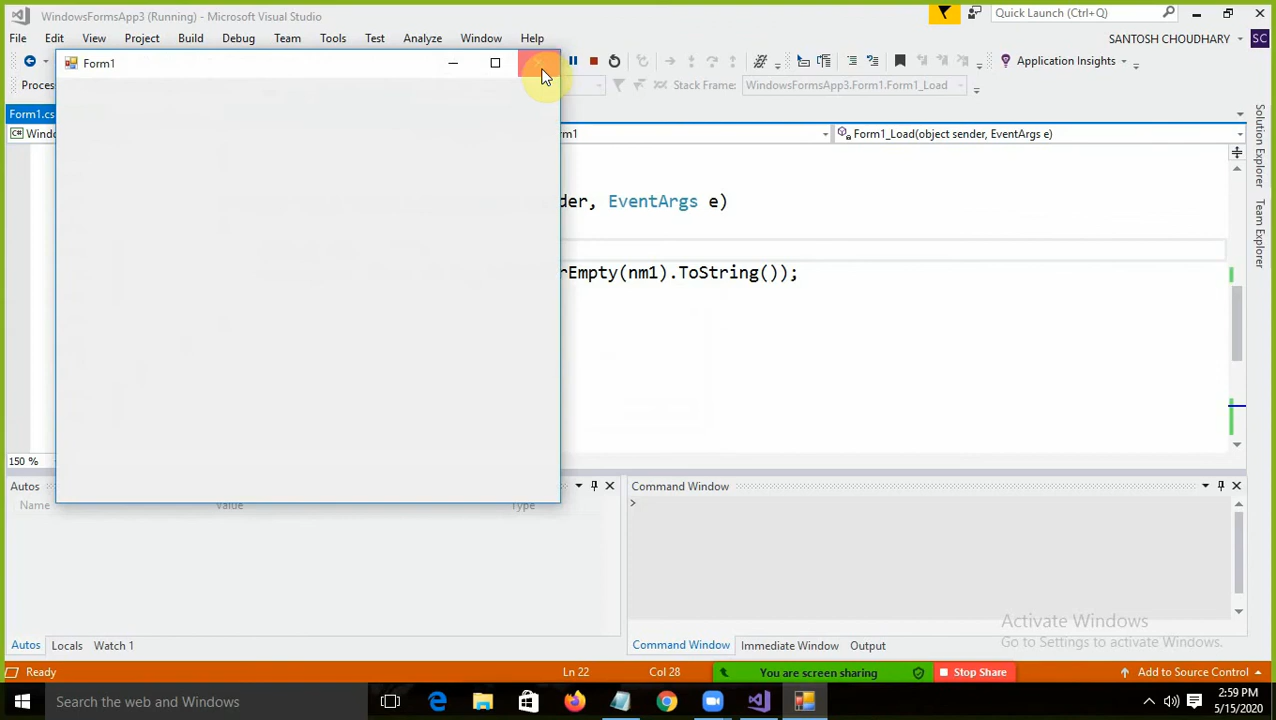 WindowsFormsApp3 (Running) - Microsoft Visual Studio
Quick Launch (Ctrl+Q)
File Edit View Project Build Debug Team Tools Test Analyze Window Help
SANTOSH CHOUDHARY SC
Form1
Application Insights
Stack Frame: WindowsFormsApp3.Form1.Form1_Load
Form1.cs
Form1_Load(object sender, EventArgs e)
Solution Explorer
Team Explorer
der, EventArgs e)
rEmpty(nm1).ToString());
150 %
Autos
Command Window
Name Value Type
>
Activate Windows
Go to Settings to activate Windows.
Autos Locals Watch 1
Command Window Immediate Window Output
Ready
Ln 22
Col 28
You are screen sharing
Stop Share
Add to Source Control
Search the web and Windows
2:59 PM
5/15/2020